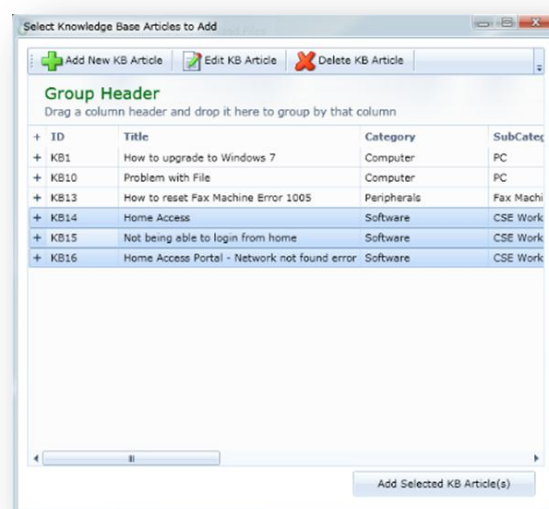 Select Knowledge Base Articles to Add
Add New KB Article Edit KB Article Delete KB Article
Group Header
Drag a column header and drop it here to group by that column
+ ID Title Category SubCateg
+ KB1 How to upgrade to Windows 7 Computer PC
+ KB10 Problem with File Computer PC
+ KB13 How to reset Fax Machine Error 1005 Peripherals Fax Machi
+ KB14 Home Access Software CSE Work
+ KB15 Not being able to login from home Software CSE Work
+ KB16 Home Access Portal - Network not found error Software CSE Work
Add Selected KB Article(s)